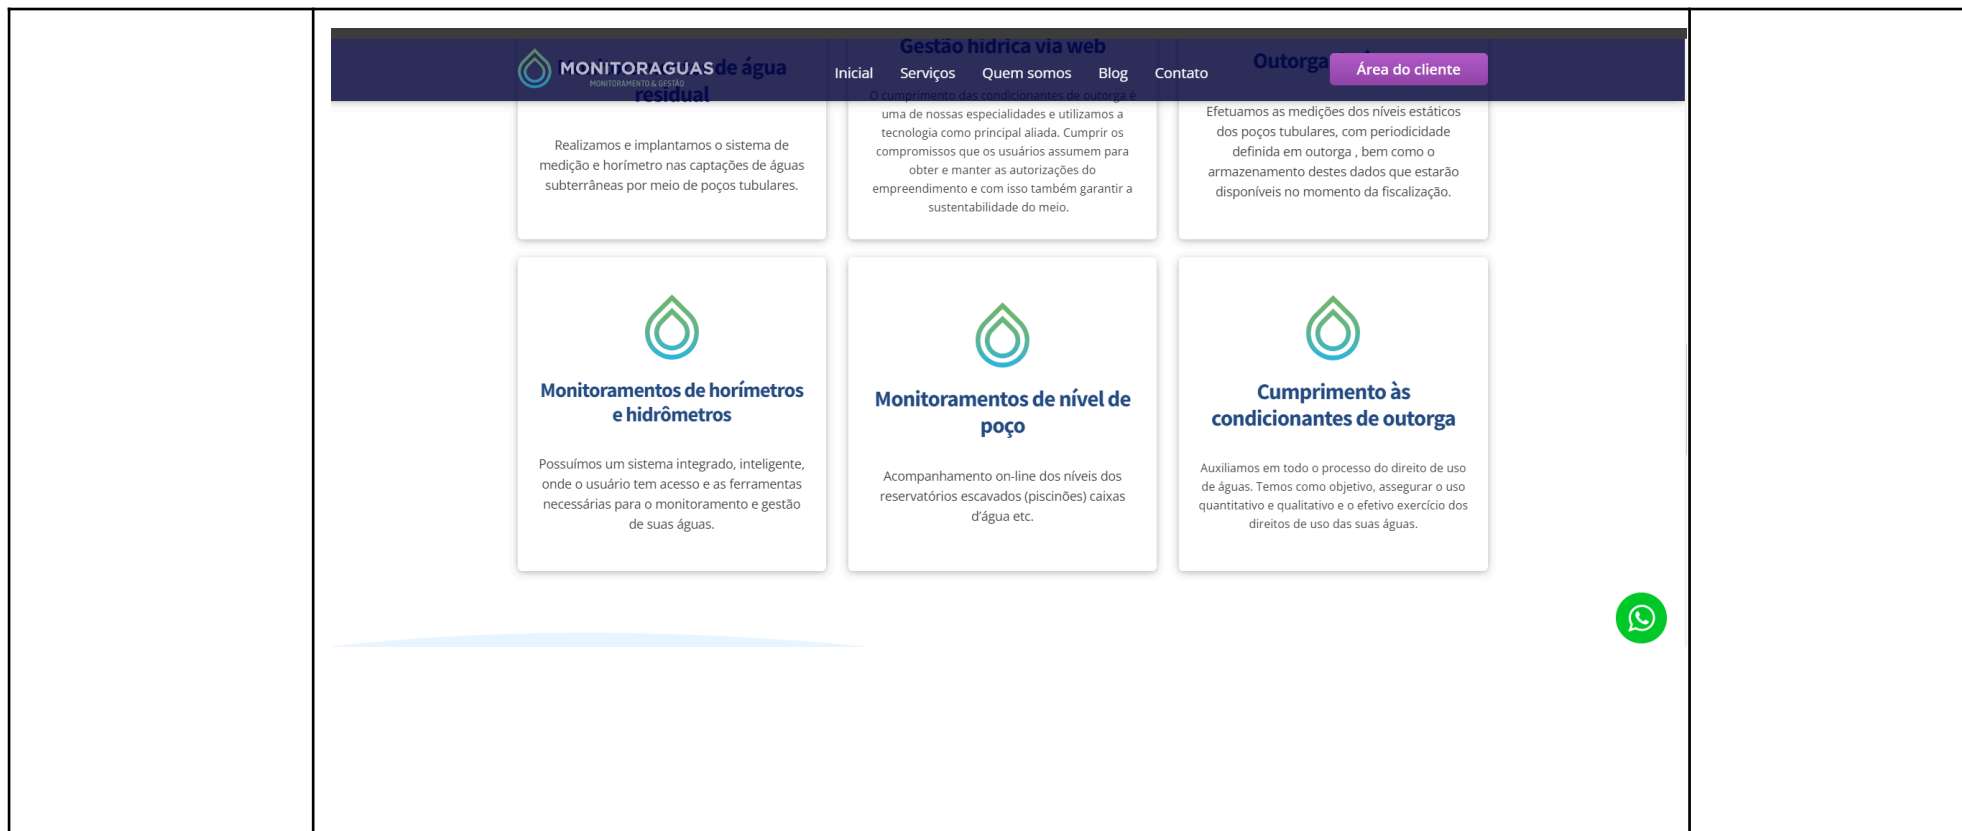 MONITORAGUAS
MONITORAMENTO & GESTÃO
Inicial
Serviços
Quem somos
Blog
Contato
Área do cliente
de água
residual
Realizamos e implantamos o sistema de
medição e horímetro nas captações de águas
subterrâneas por meio de poços tubulares.
Gestão hídrica via web
O cumprimento das condicionantes de outorga é
uma de nossas especialidades e utilizamos a
tecnologia como principal aliada. Cumprir os
compromissos que os usuários assumem para
obter e manter as autorizações do
empreendimento e com isso também garantir a
sustentabilidade do meio.
Outorga
Efetuamos as medições dos níveis estáticos
dos poços tubulares, com periodicidade
definida em outorga , bem como o
armazenamento destes dados que estarão
disponíveis no momento da fiscalização.
Monitoramentos de horímetros
e hidrômetros
Possuímos um sistema integrado, inteligente,
onde o usuário tem acesso e as ferramentas
necessárias para o monitoramento e gestão
de suas águas.
Monitoramentos de nível de
poço
Acompanhamento on-line dos níveis dos
reservatórios escavados (piscinões) caixas
d'água etc.
Cumprimento às
condicionantes de outorga
Auxiliamos em todo o processo do direito de uso
de águas. Temos como objetivo, assegurar o uso
quantitativo e qualitativo e o efetivo exercício dos
direitos de uso das suas águas.